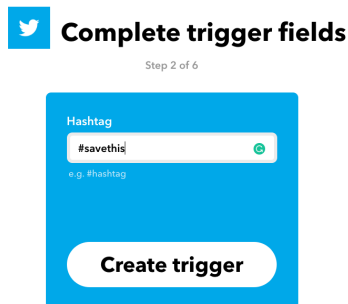 Complete trigger fields
Step 2 of 6
Hashtag
#savethis
e.g. #hashtag
Create trigger